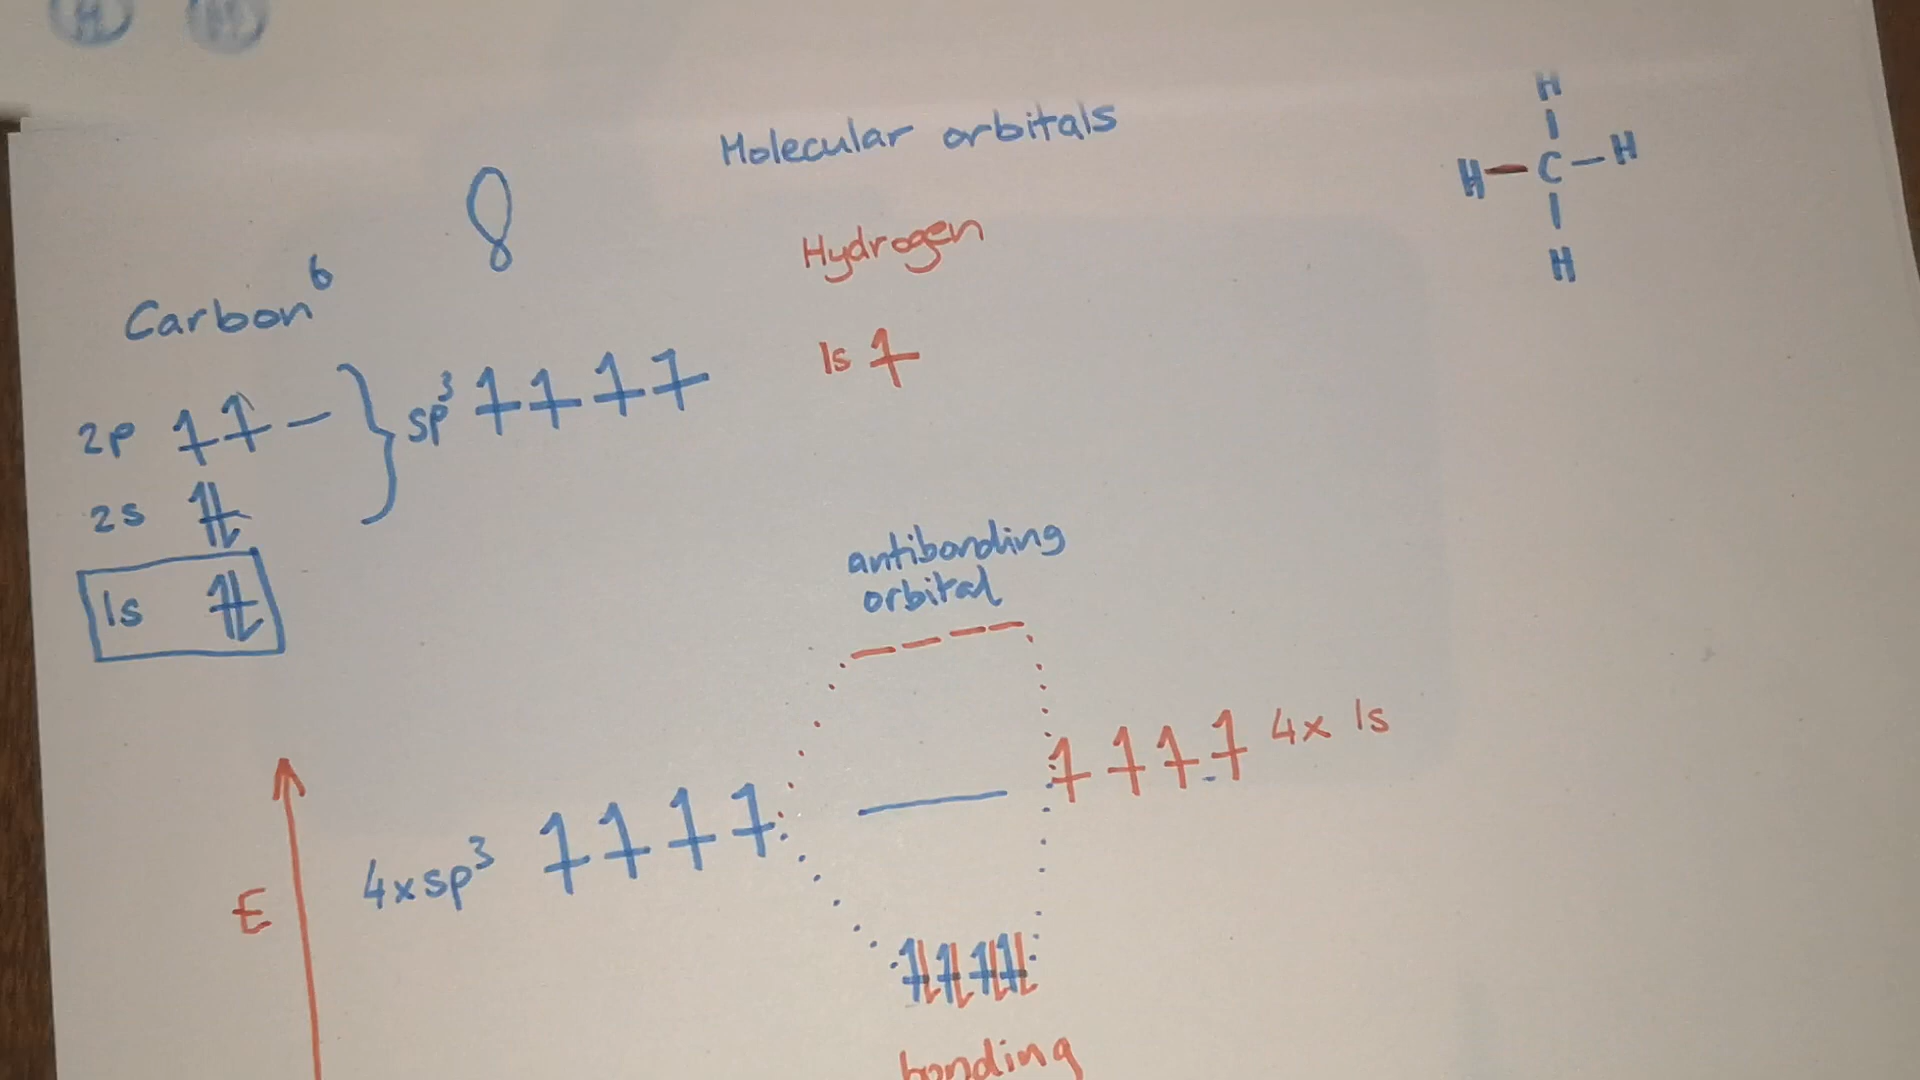 H H
Molecular orbitals
H
H — C — H
H
Hydrogen
Carbon⁶
1s
2p
sp³
2s
1s
antibonding
orbital
4x 1s
4xsp³
E
bonding